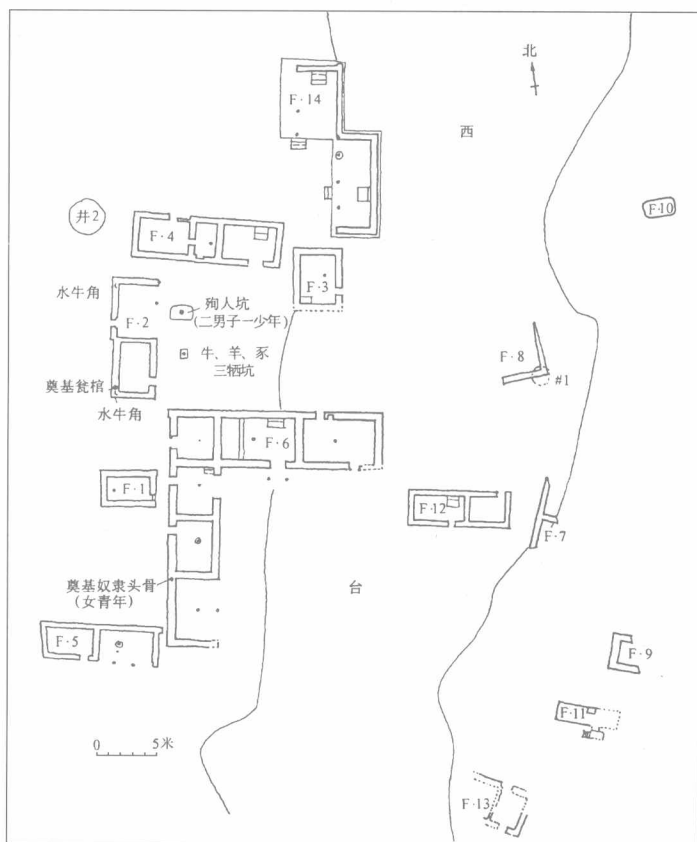 北
F·14
西
F·10
井2
F·4
水牛角
F·3
F·2
殉人坑
(二男子一少年)
F·8
牛、羊、豕
三牺坑
#1
奠基瓮棺
水牛角
F·6
F·1
F·12
F·7
奠基奴隶头骨
(女青年)
台
F·5
F·9
F·11
0 5米
F·13